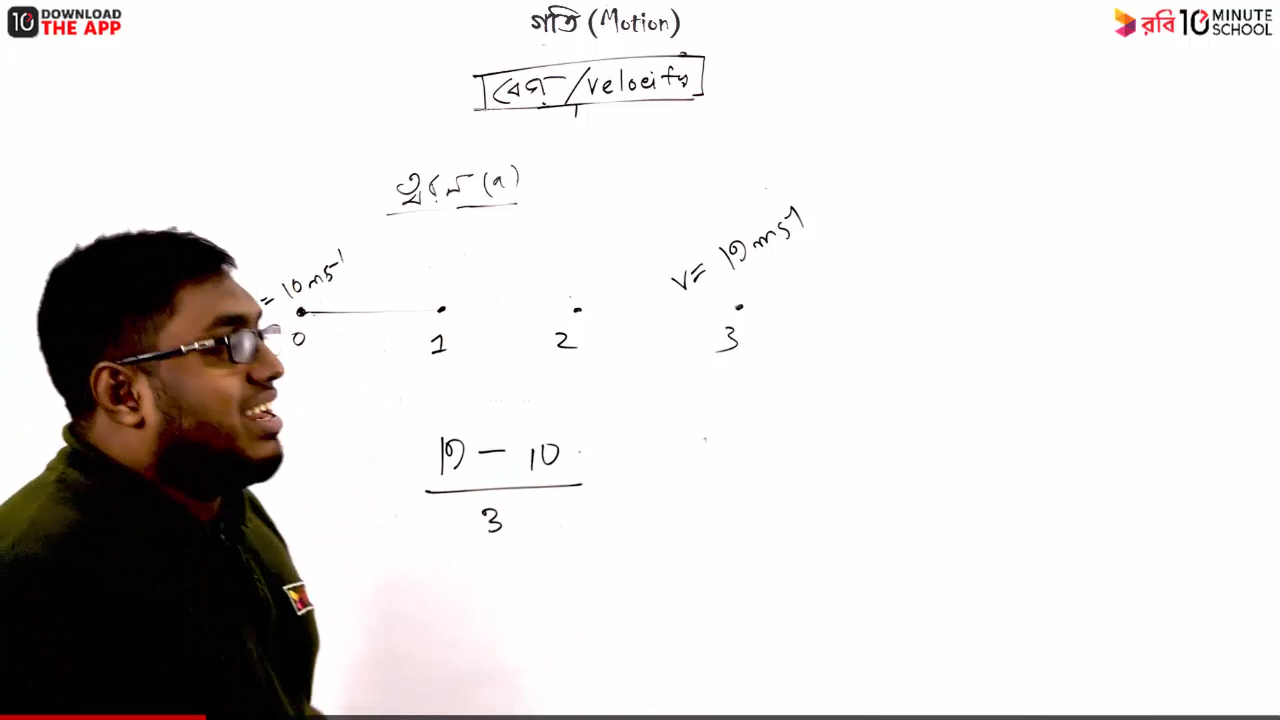 10 DOWNLOAD THE APP
গতি (Motion)
রবি 10 MINUTE SCHOOL
বেগ / velocity
ত্বরণ (a)
= 10 ms⁻¹
v = 19 ms⁻¹
0 1 2 3
19 - 10
3